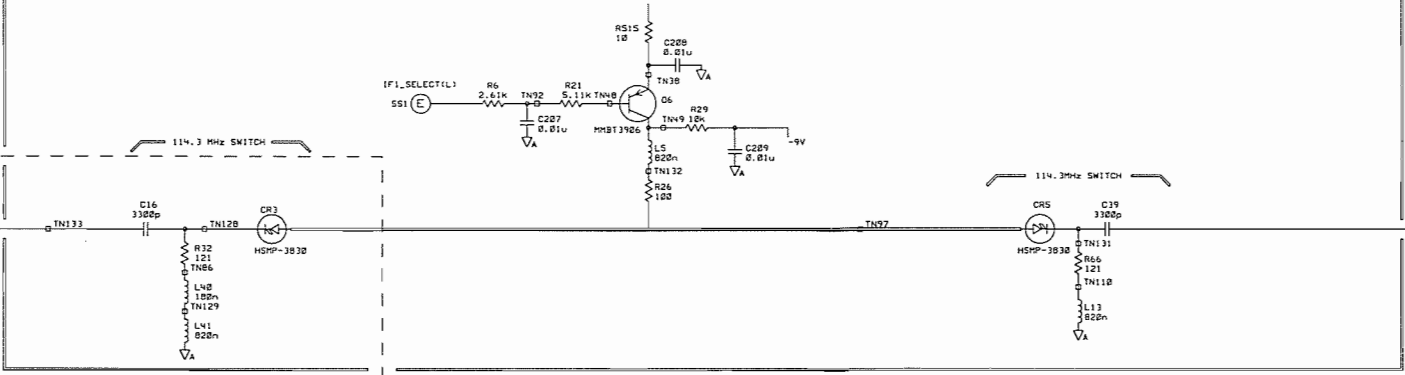 RS15
10
C208
0.01u
TN38
IF1_SELECT(L)
SS1 E
R6
2.61k
TN92
R21
5.11k
TN48
Q6
MMBT3906
C207
0.01u
A
A
TN49
R29
10k
-9V
C209
0.01u
A
L5
820n
TN132
R26
100
114.3 MHz SWITCH
114.3MHz SWITCH
TN133
C16
3300p
TN128
CR3
HSMP-3830
R32
121
TN86
L40
180n
TN129
L41
820n
A
TN97
CR5
HSMP-3830
C39
3300p
TN131
R66
121
TN110
L13
820n
A